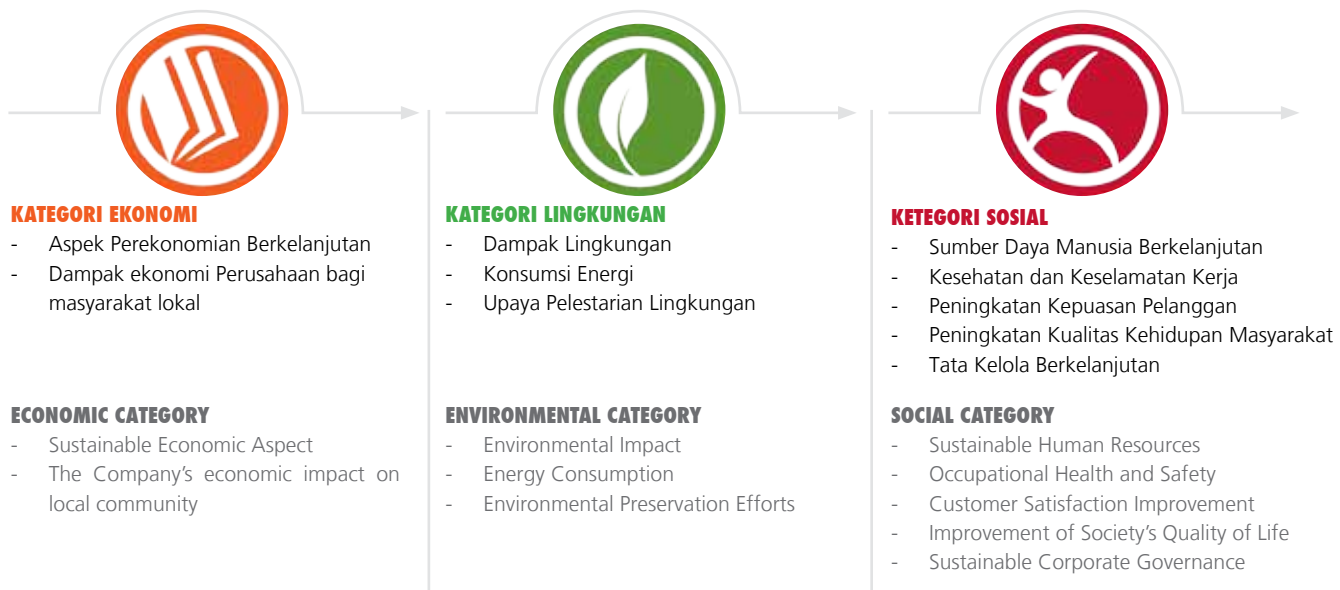 KATEGORI EKONOMI
- Aspek Perekonomian Berkelanjutan
- Dampak ekonomi Perusahaan bagi
masyarakat lokal
ECONOMIC CATEGORY
- Sustainable Economic Aspect
- The Company’s economic impact on
local community
KATEGORI LINGKUNGAN
- Dampak Lingkungan
- Konsumsi Energi
- Upaya Pelestarian Lingkungan
ENVIRONMENTAL CATEGORY
- Environmental Impact
- Energy Consumption
- Environmental Preservation Efforts
KETEGORI SOSIAL
- Sumber Daya Manusia Berkelanjutan
- Kesehatan dan Keselamatan Kerja
- Peningkatan Kepuasan Pelanggan
- Peningkatan Kualitas Kehidupan Masyarakat
- Tata Kelola Berkelanjutan
SOCIAL CATEGORY
- Sustainable Human Resources
- Occupational Health and Safety
- Customer Satisfaction Improvement
- Improvement of Society’s Quality of Life
- Sustainable Corporate Governance